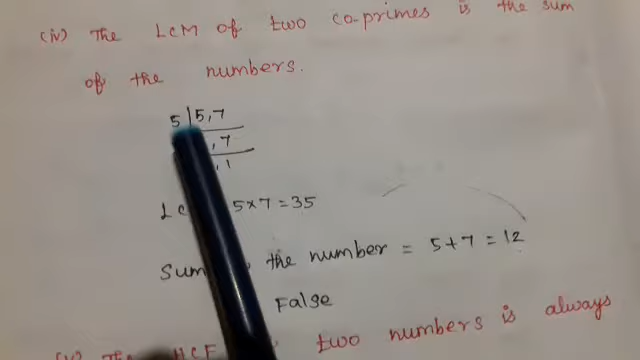 (iv) The LCM of two co-primes is the sum
of the numbers.
5 | 5,7
,7
,1
5×7=35
Sum the number = 5+7=12
False
HCF two numbers is always